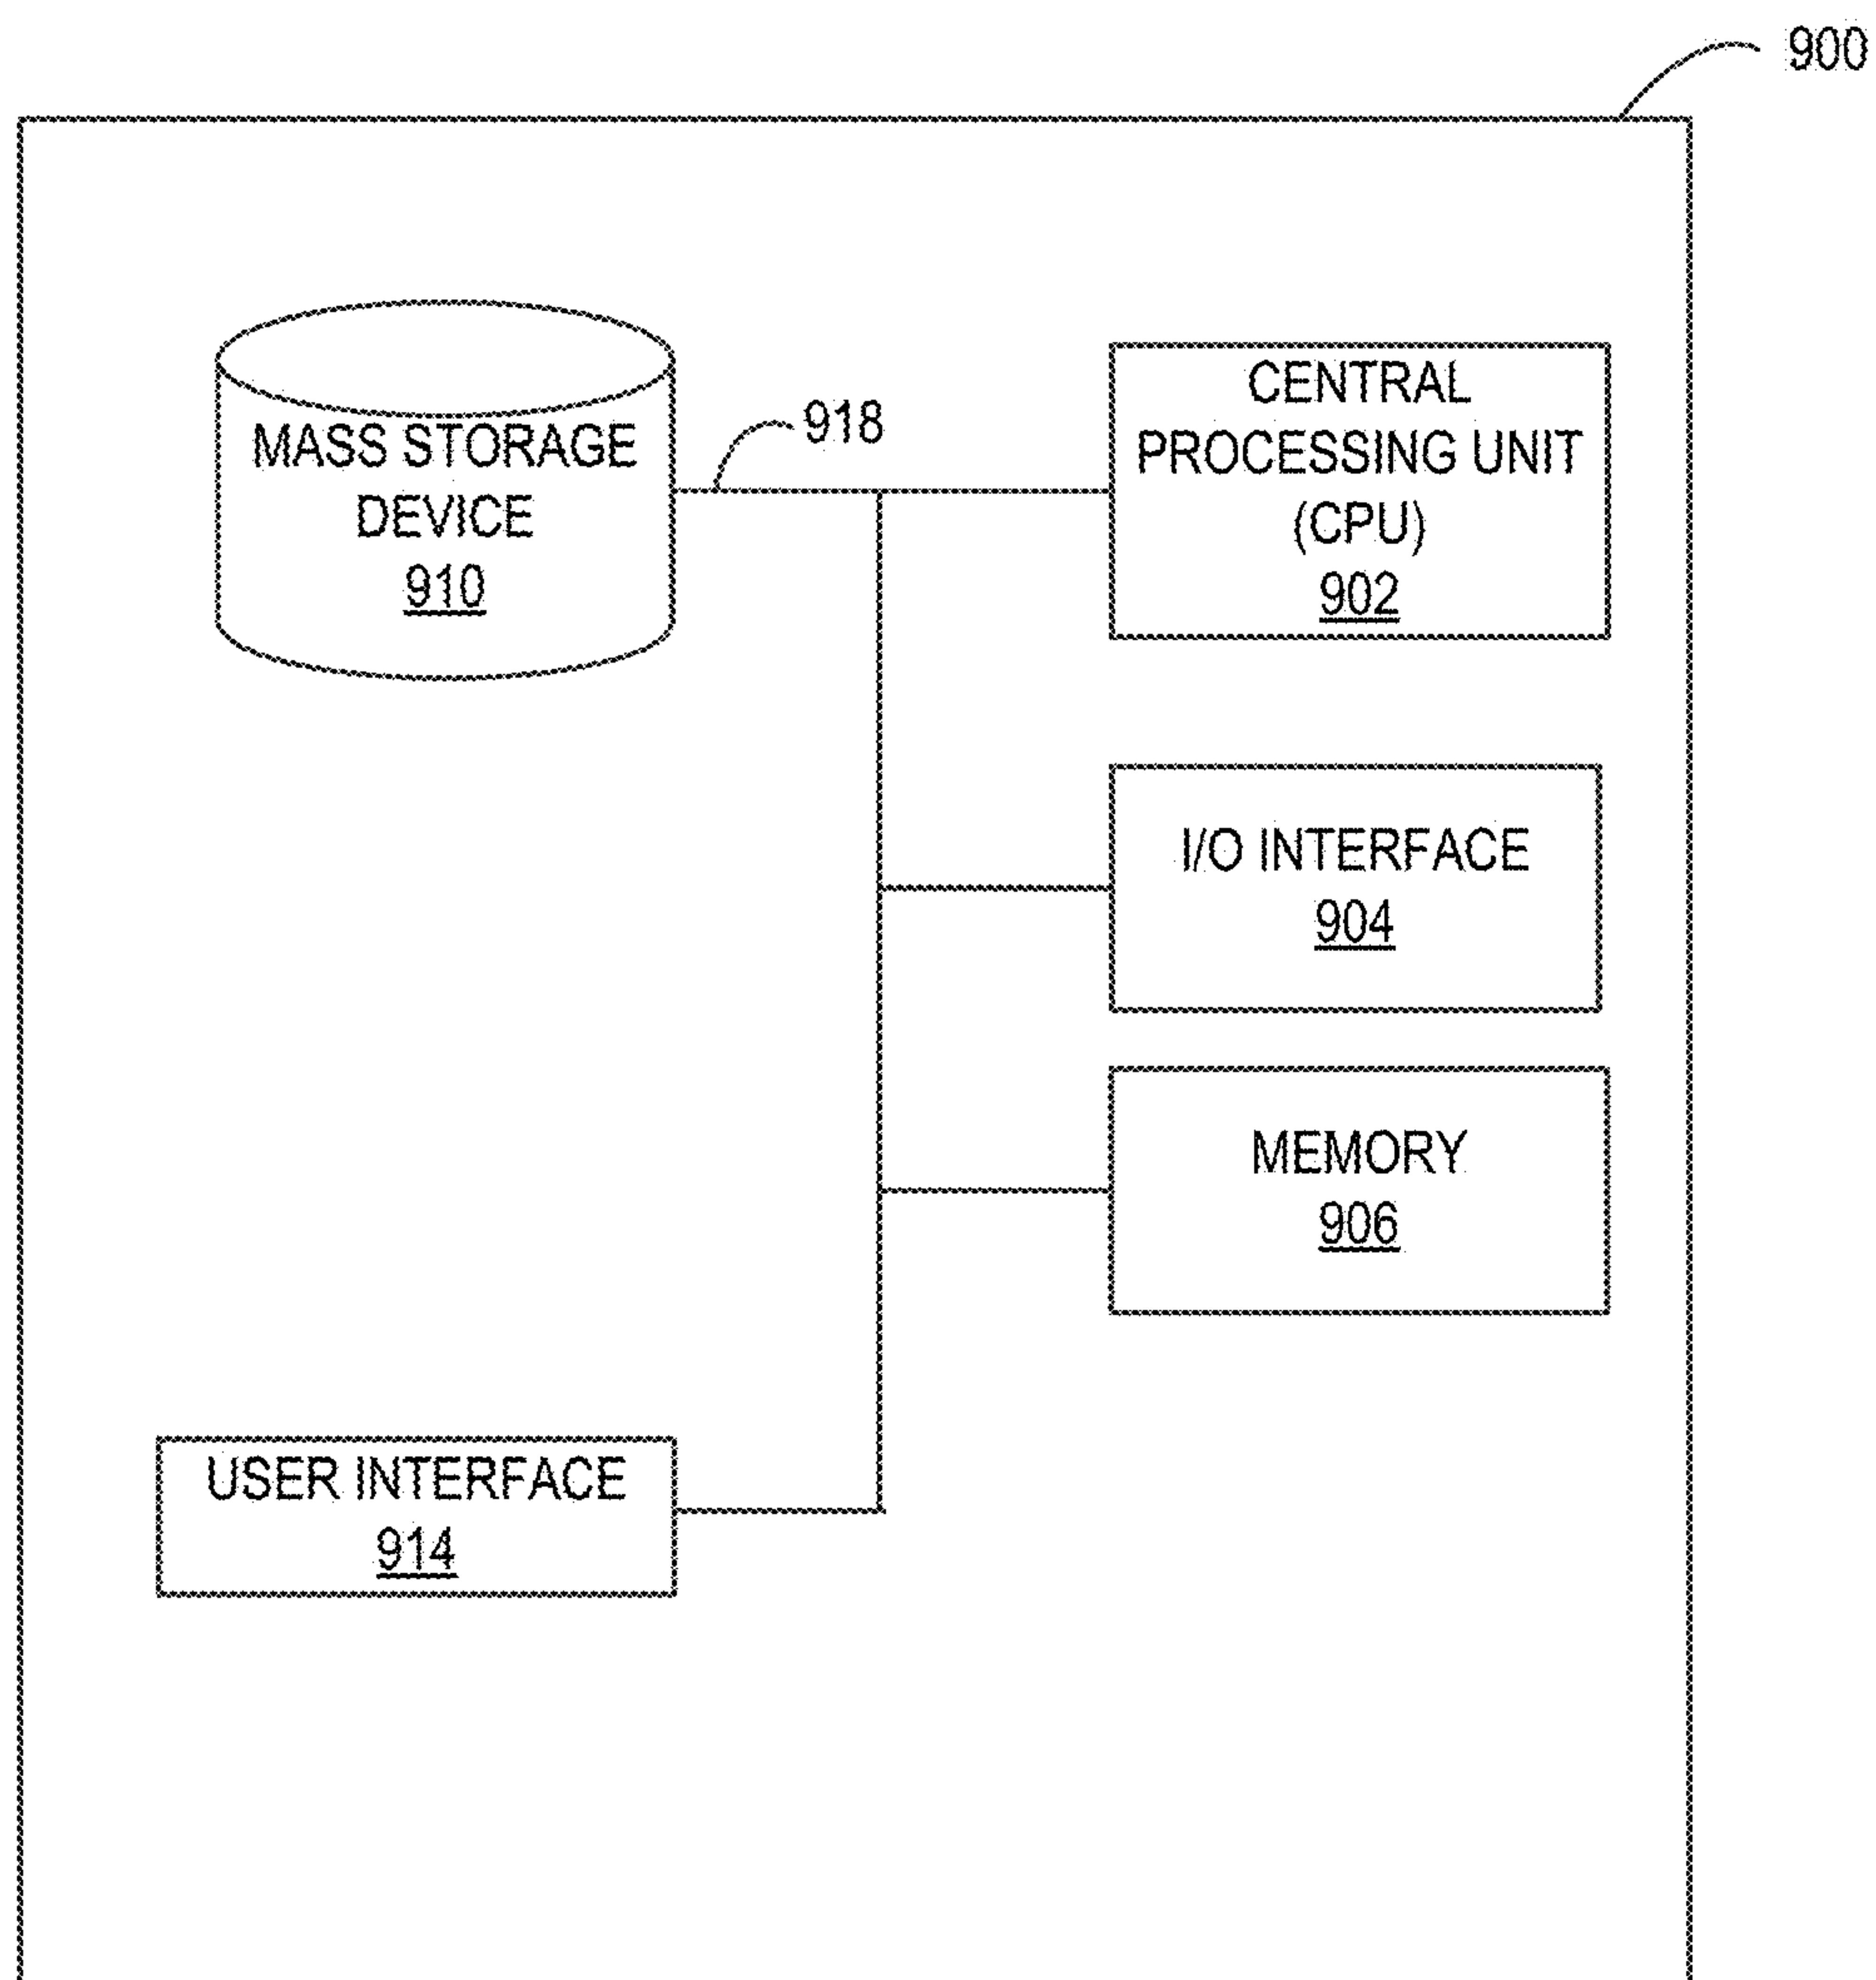 900
MASS STORAGE
DEVICE
910
918
CENTRAL
PROCESSING UNIT
(CPU)
902
I/O INTERFACE
904
MEMORY
906
USER INTERFACE
914